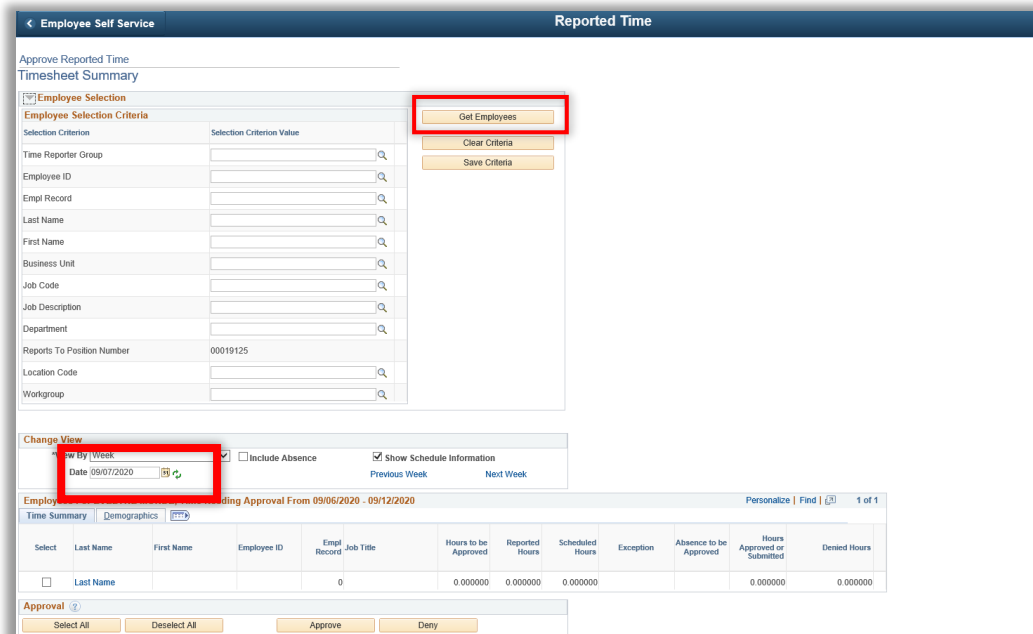 Employee Self Service
Reported Time
Approve Reported Time
Timesheet Summary
Employee Selection
Employee Selection Criteria
Get Employees
Selection Criterion Selection Criterion Value
Clear Criteria
Time Reporter Group
Save Criteria
Employee ID
Empl Record
Last Name
First Name
Business Unit
Job Code
Job Description
Department
Reports To Position Number 00019125
Location Code
Workgroup
Change View
View By Week Include Absence Show Schedule Information
Date 09/07/2020 Previous Week Next Week
Approval From 09/06/2020 - 09/12/2020 Personalize | Find | 1 of 1
Time Summary Demographics
Select Last Name First Name Employee ID Empl Record Job Title Hours to be Approved Reported Hours Scheduled Hours Exception Absence to be Approved Hours Approved or Submitted Denied Hours
Last Name 0 0.000000 0.000000 0.000000 0.000000 0.000000
Approval
Select All Deselect All Approve Deny